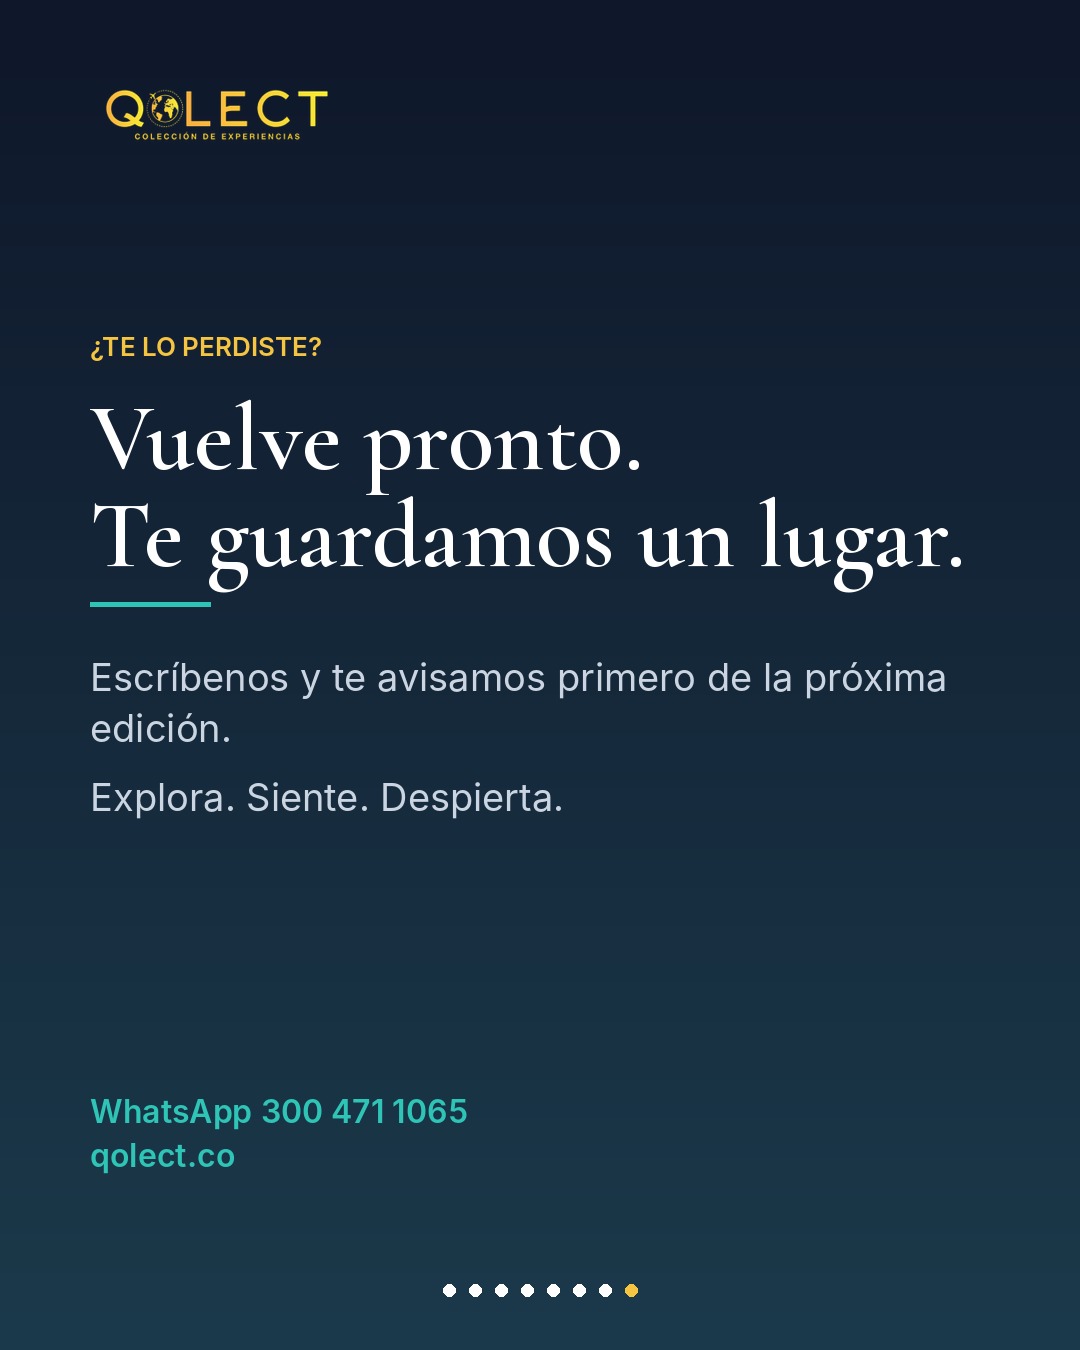 QOLECT
COLECCIÓN DE EXPERIENCIAS
¿TE LO PERDISTE?
Vuelve pronto.
Te guardamos un lugar.
Escríbenos y te avisamos primero de la próxima
edición.
Explora. Siente. Despierta.
WhatsApp 300 471 1065
qolect.co